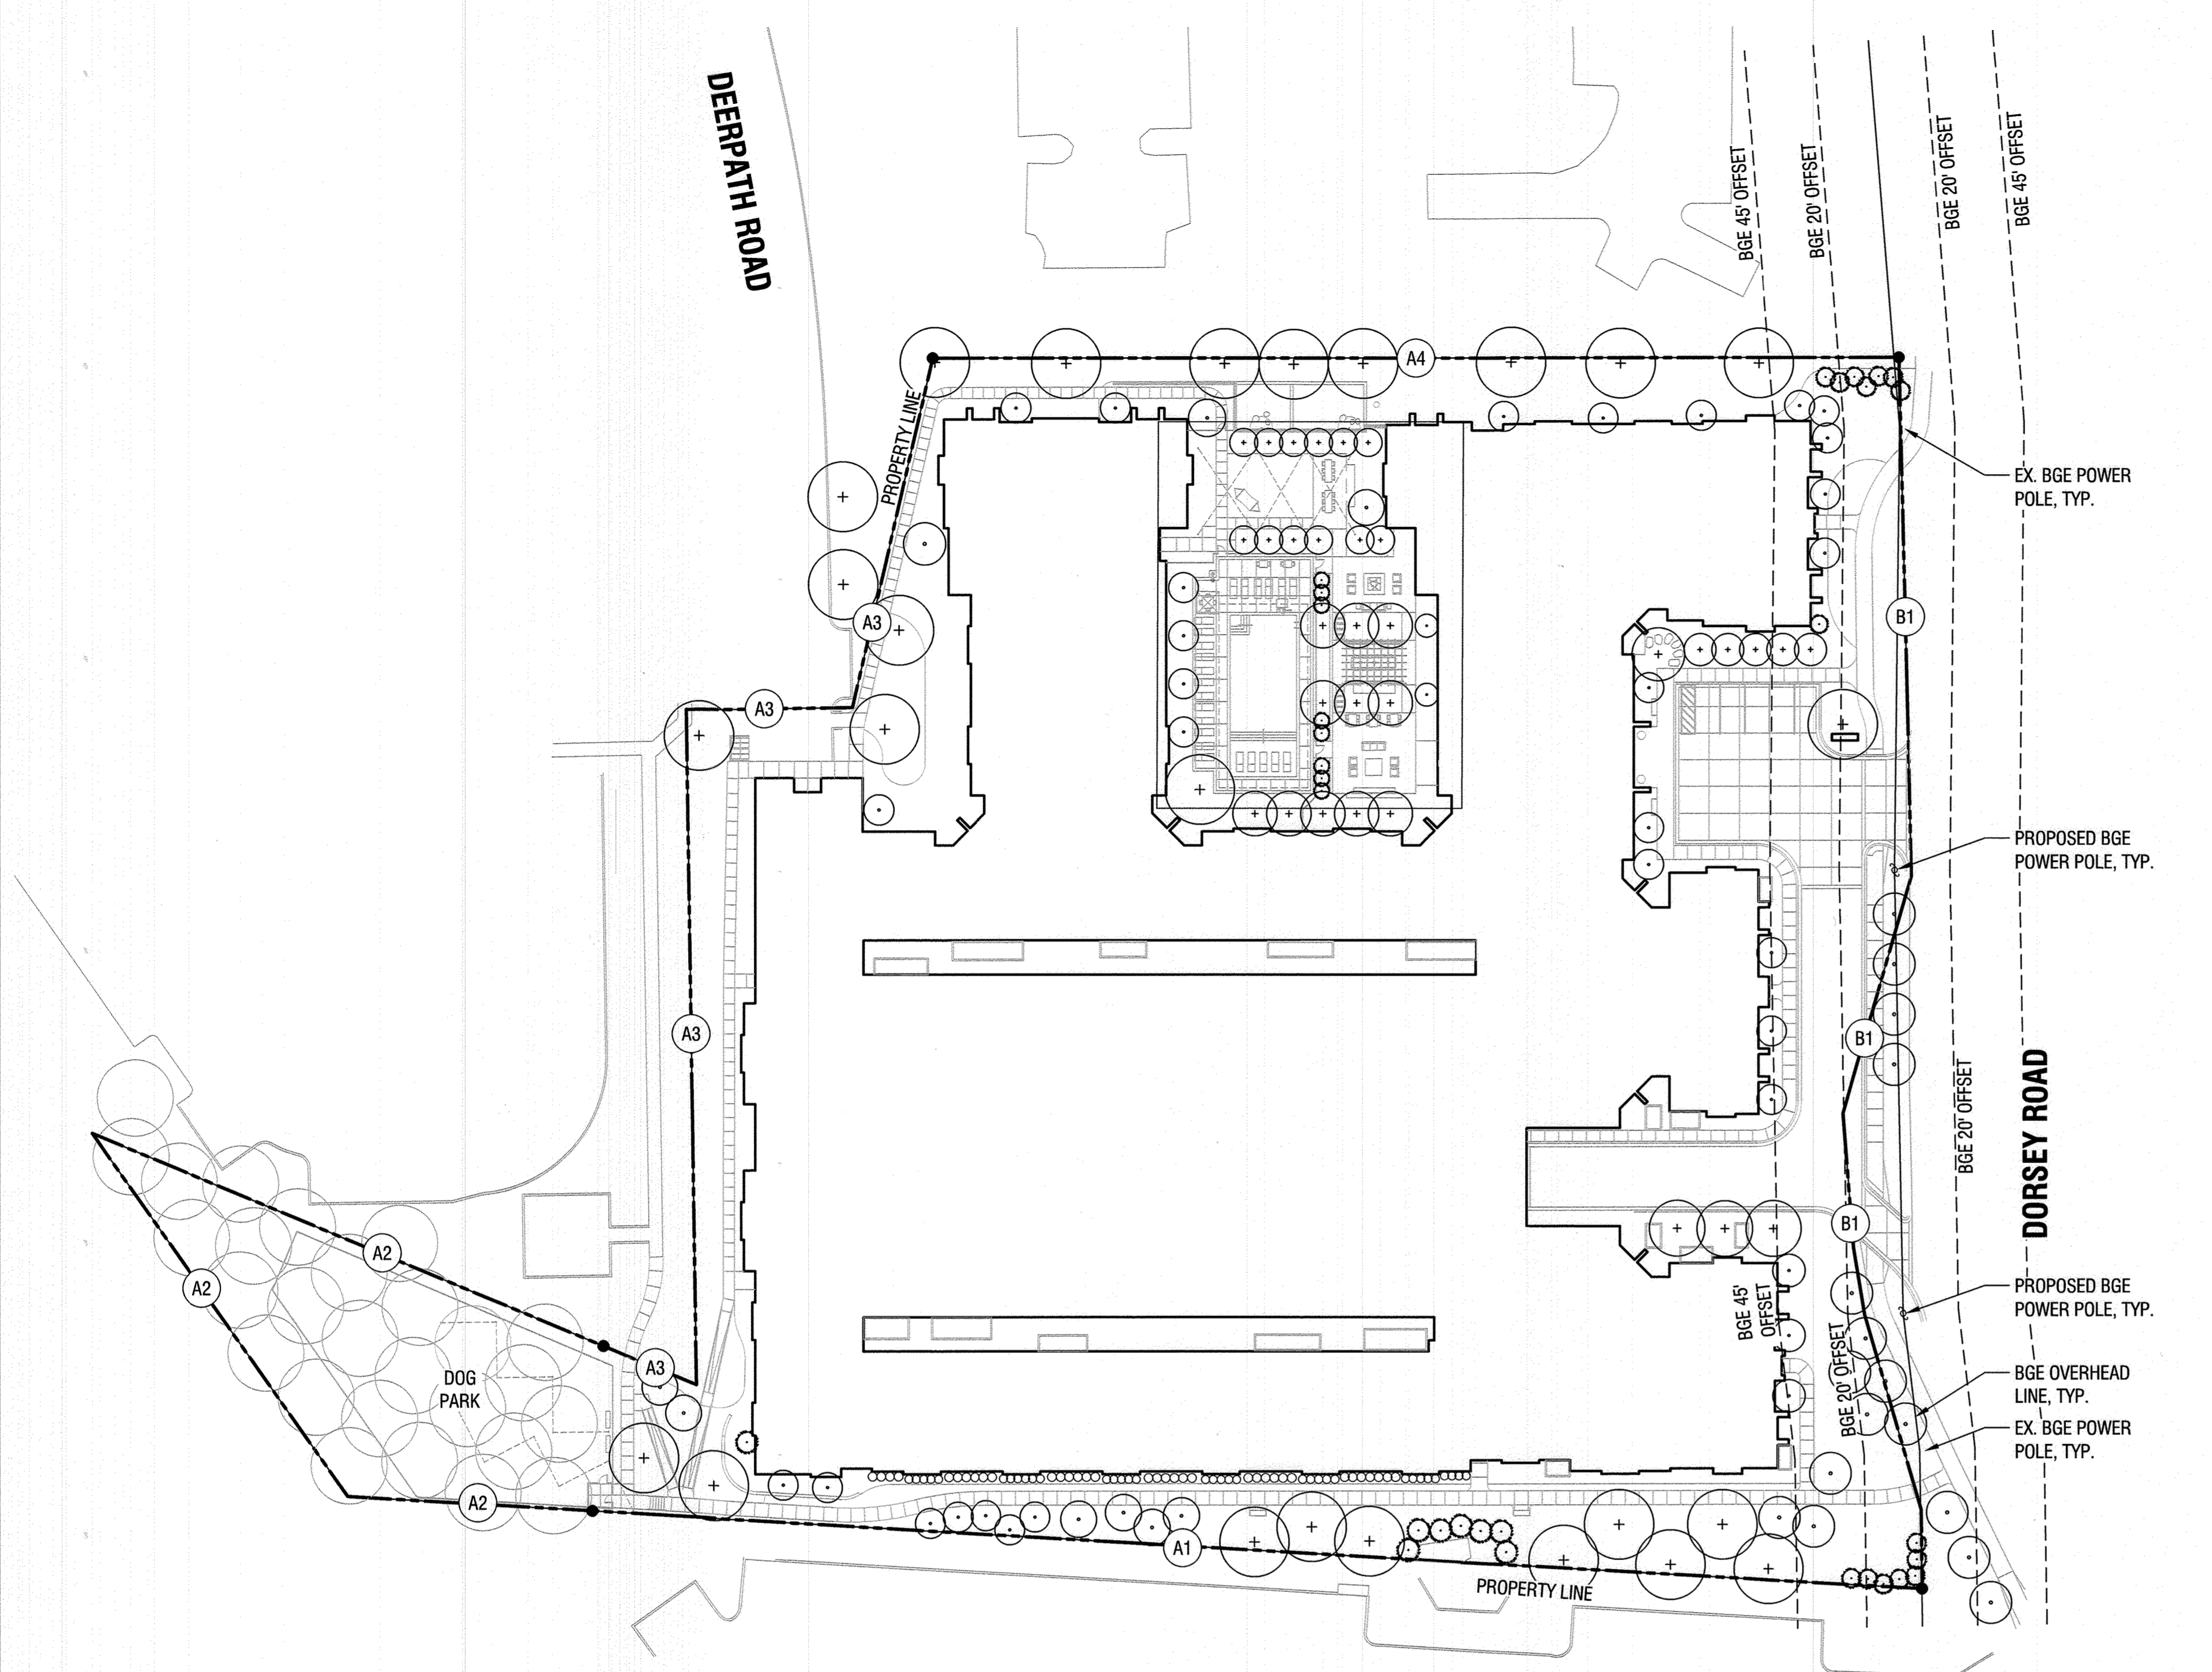 DEERPATH ROAD
BGE 45' OFFSET
BGE 20' OFFSET
BGE 20' OFFSET
BGE 45' OFFSET
A4
PROPERTY LINE
EX. BGE POWER
POLE, TYP.
A3
B1
A3
PROPOSED BGE
POWER POLE, TYP.
A3
B1
BGE 20' OFFSET
DORSEY ROAD
B1
A2
A2
PROPOSED BGE
POWER POLE, TYP.
BGE 45'
OFFSET
BGE 20' OFFSET
A3
DOG
PARK
BGE OVERHEAD
LINE, TYP.
EX. BGE POWER
POLE, TYP.
A2
A1
PROPERTY LINE